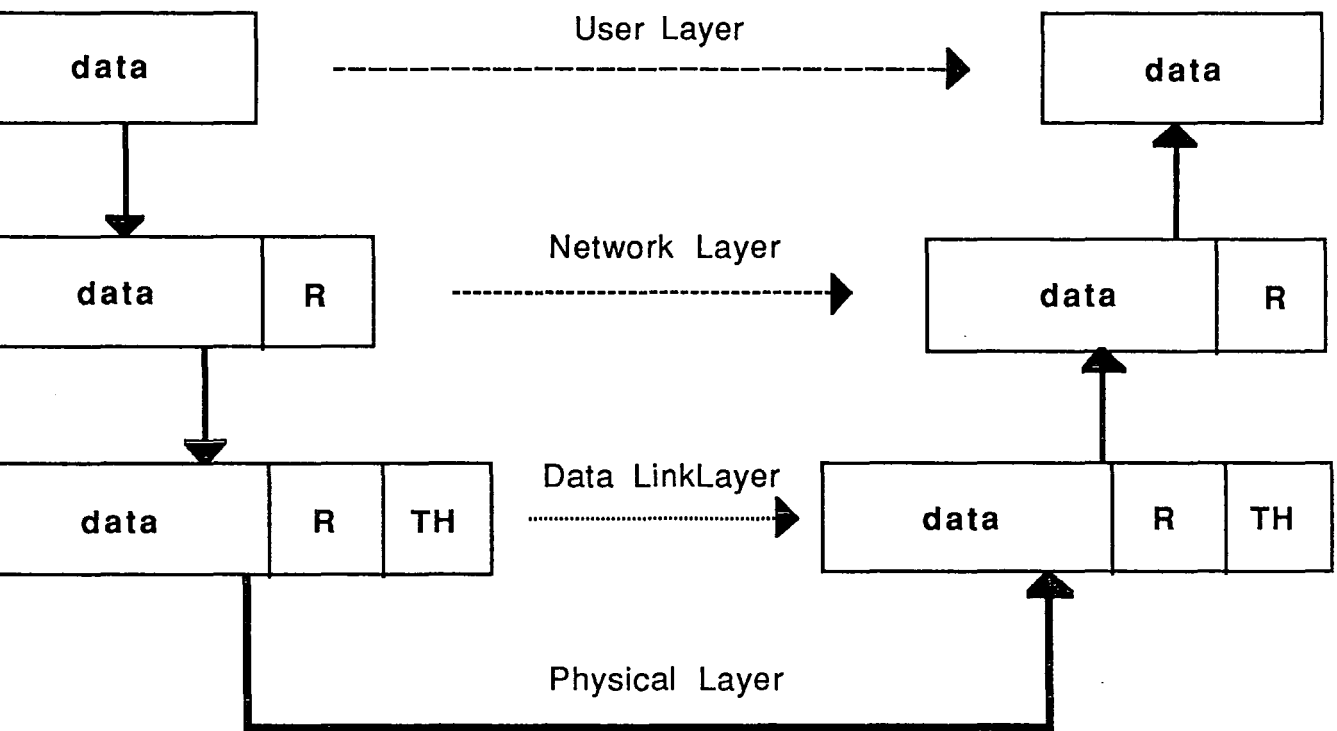 data User Layer data
data R Network Layer data R
data R TH Data LinkLayer data R TH
Physical Layer